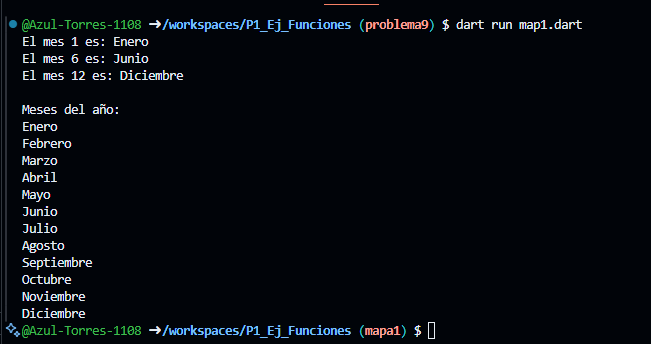 @Azul-Torres-1108 ➜/workspaces/P1_Ej_Funciones (problema9) $ dart run map1.dart
El mes 1 es: Enero
El mes 6 es: Junio
El mes 12 es: Diciembre
Meses del año:
Enero
Febrero
Marzo
Abril
Mayo
Junio
Julio
Agosto
Septiembre
Octubre
Noviembre
Diciembre
@Azul-Torres-1108 ➜/workspaces/P1_Ej_Funciones (mapa1) $